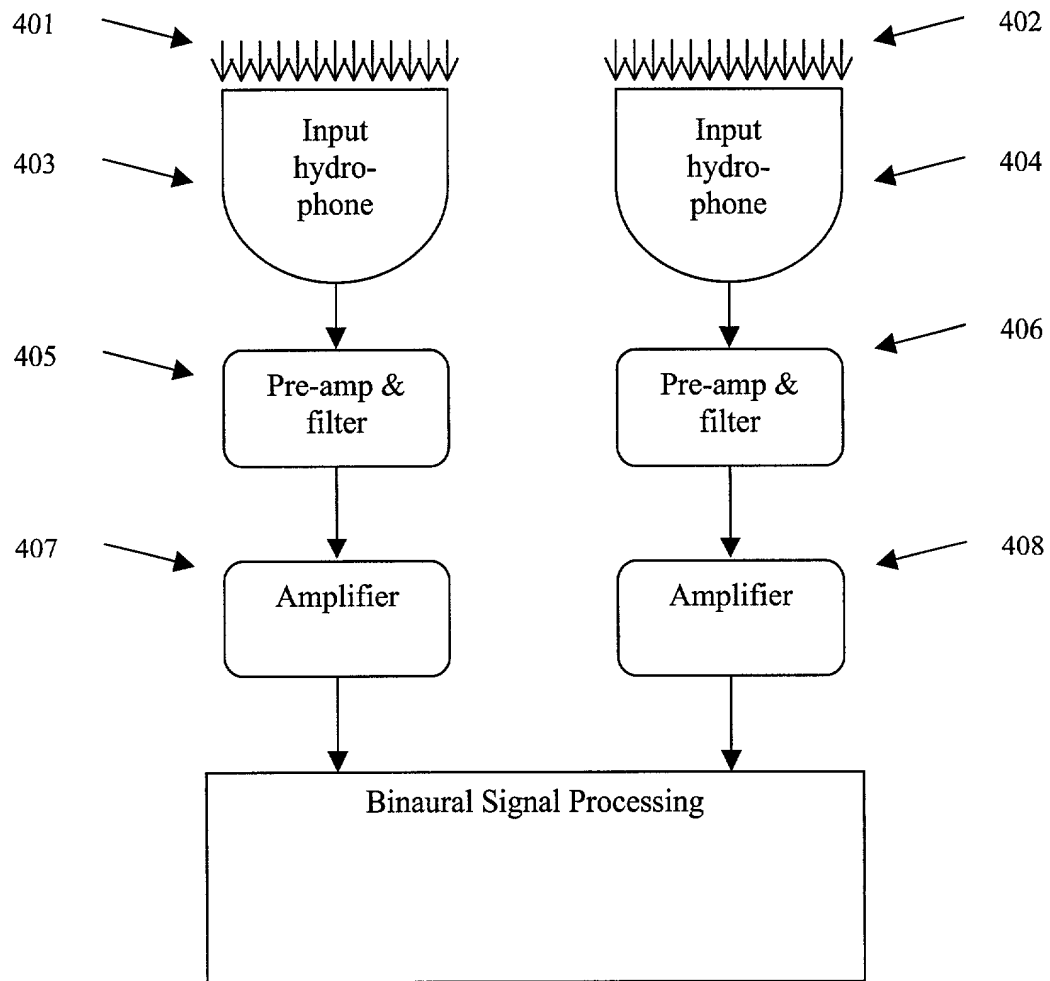 401
402
Input
hydro-
phone
Input
hydro-
phone
403
404
405
406
Pre-amp &
filter
Pre-amp &
filter
407
408
Amplifier
Amplifier
Binaural Signal Processing